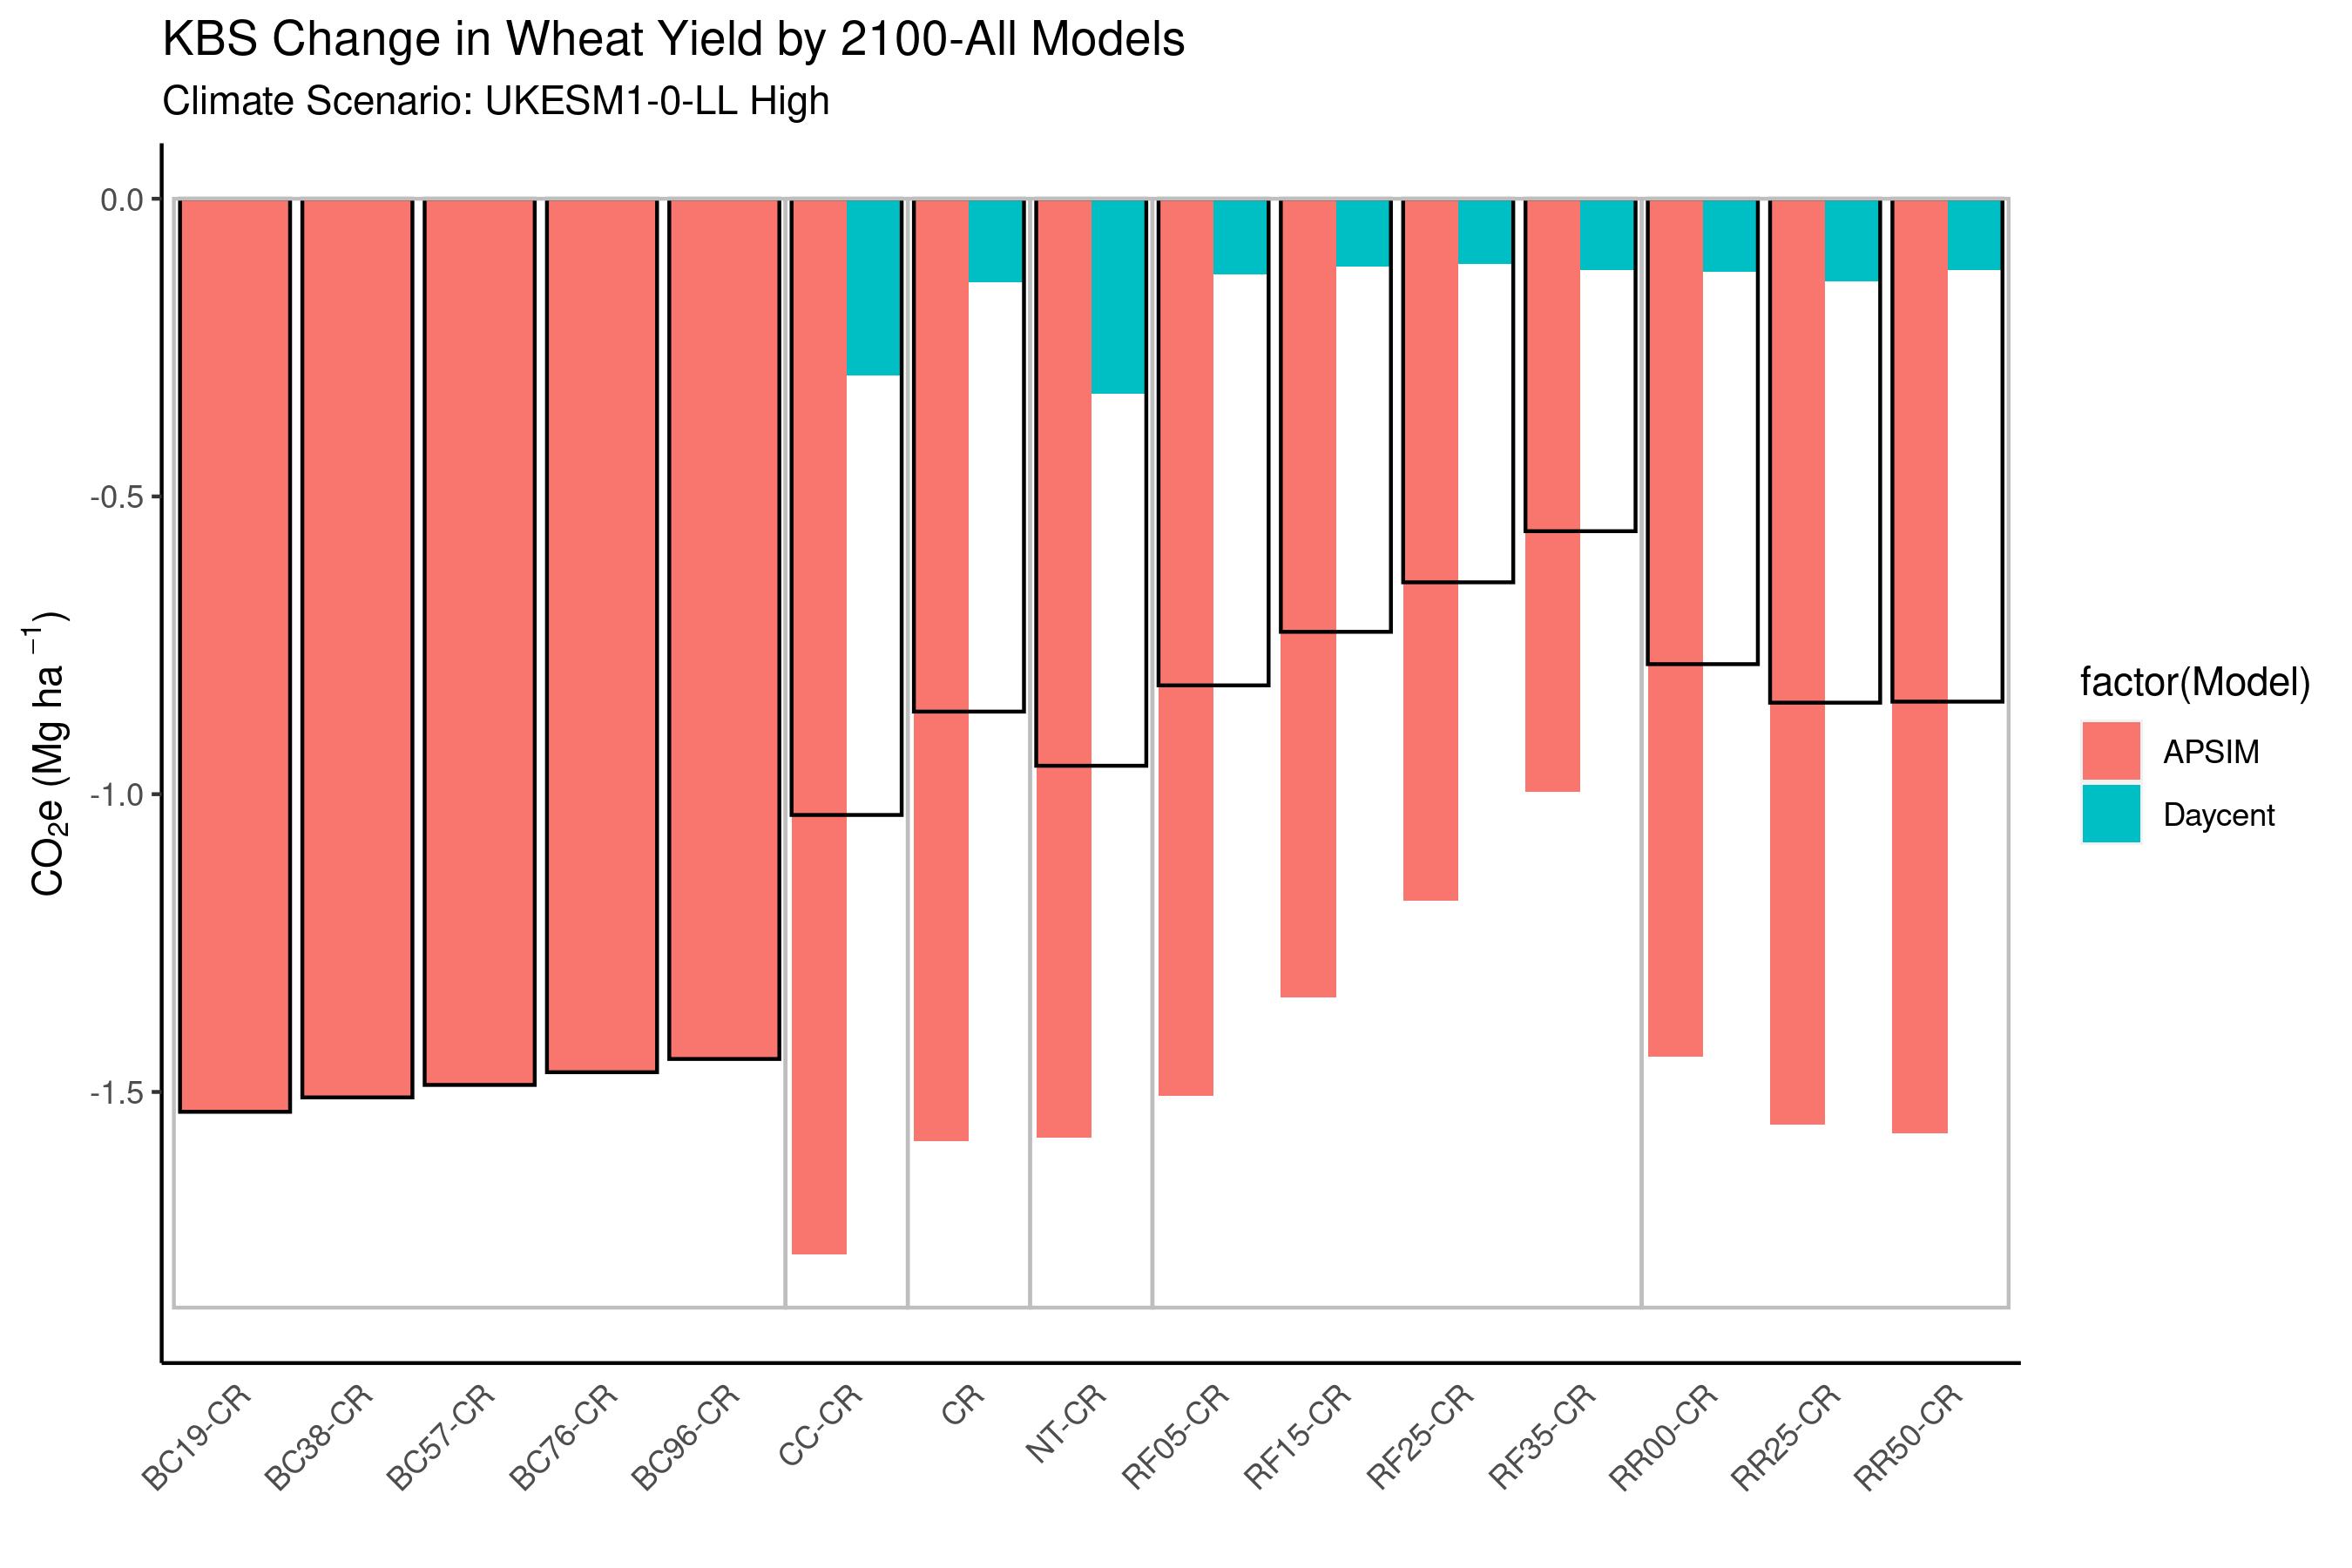 KBS Change in Wheat Yield by 2100-All Models
Climate Scenario: UKESM1-0-LL High
CO₂e (Mg ha ⁻¹)
0.0
-0.5
-1.0
-1.5
BC19-CR
BC38-CR
BC57-CR
BC76-CR
BC96-CR
CC-CR
CR
NT-CR
RF05-CR
RF15-CR
RF25-CR
RF35-CR
RR00-CR
RR25-CR
RR50-CR
factor(Model)
APSIM
Daycent